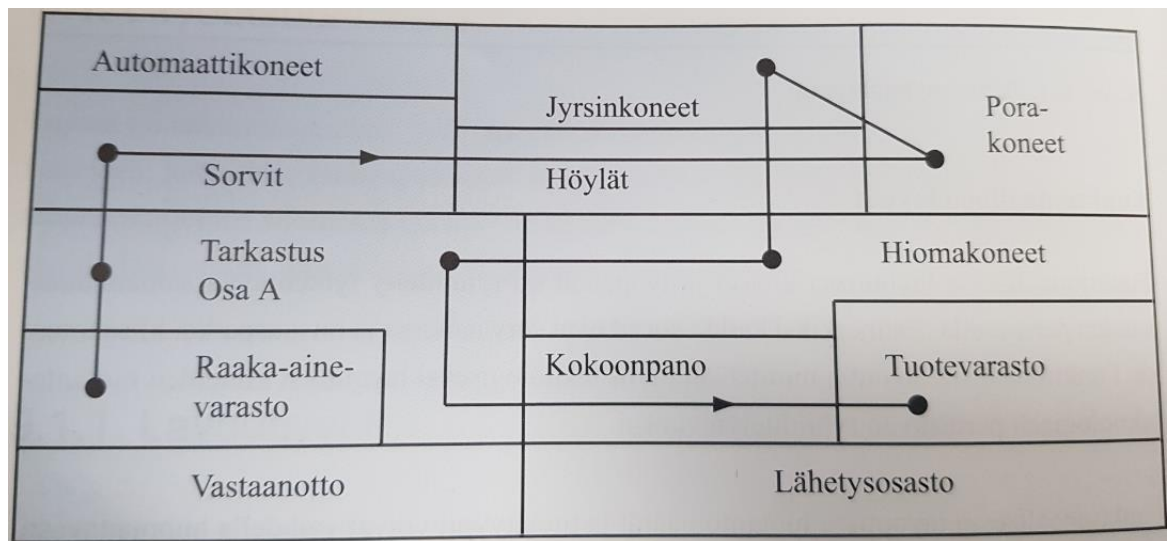 Automaattikoneet
Jyrsinkoneet
Pora-
koneet
Sorvit
Höylät
Tarkastus
Osa A
Hiomakoneet
Raaka-aine-
varasto
Kokoonpano
Tuotevarasto
Vastaanotto
Lähetysosasto